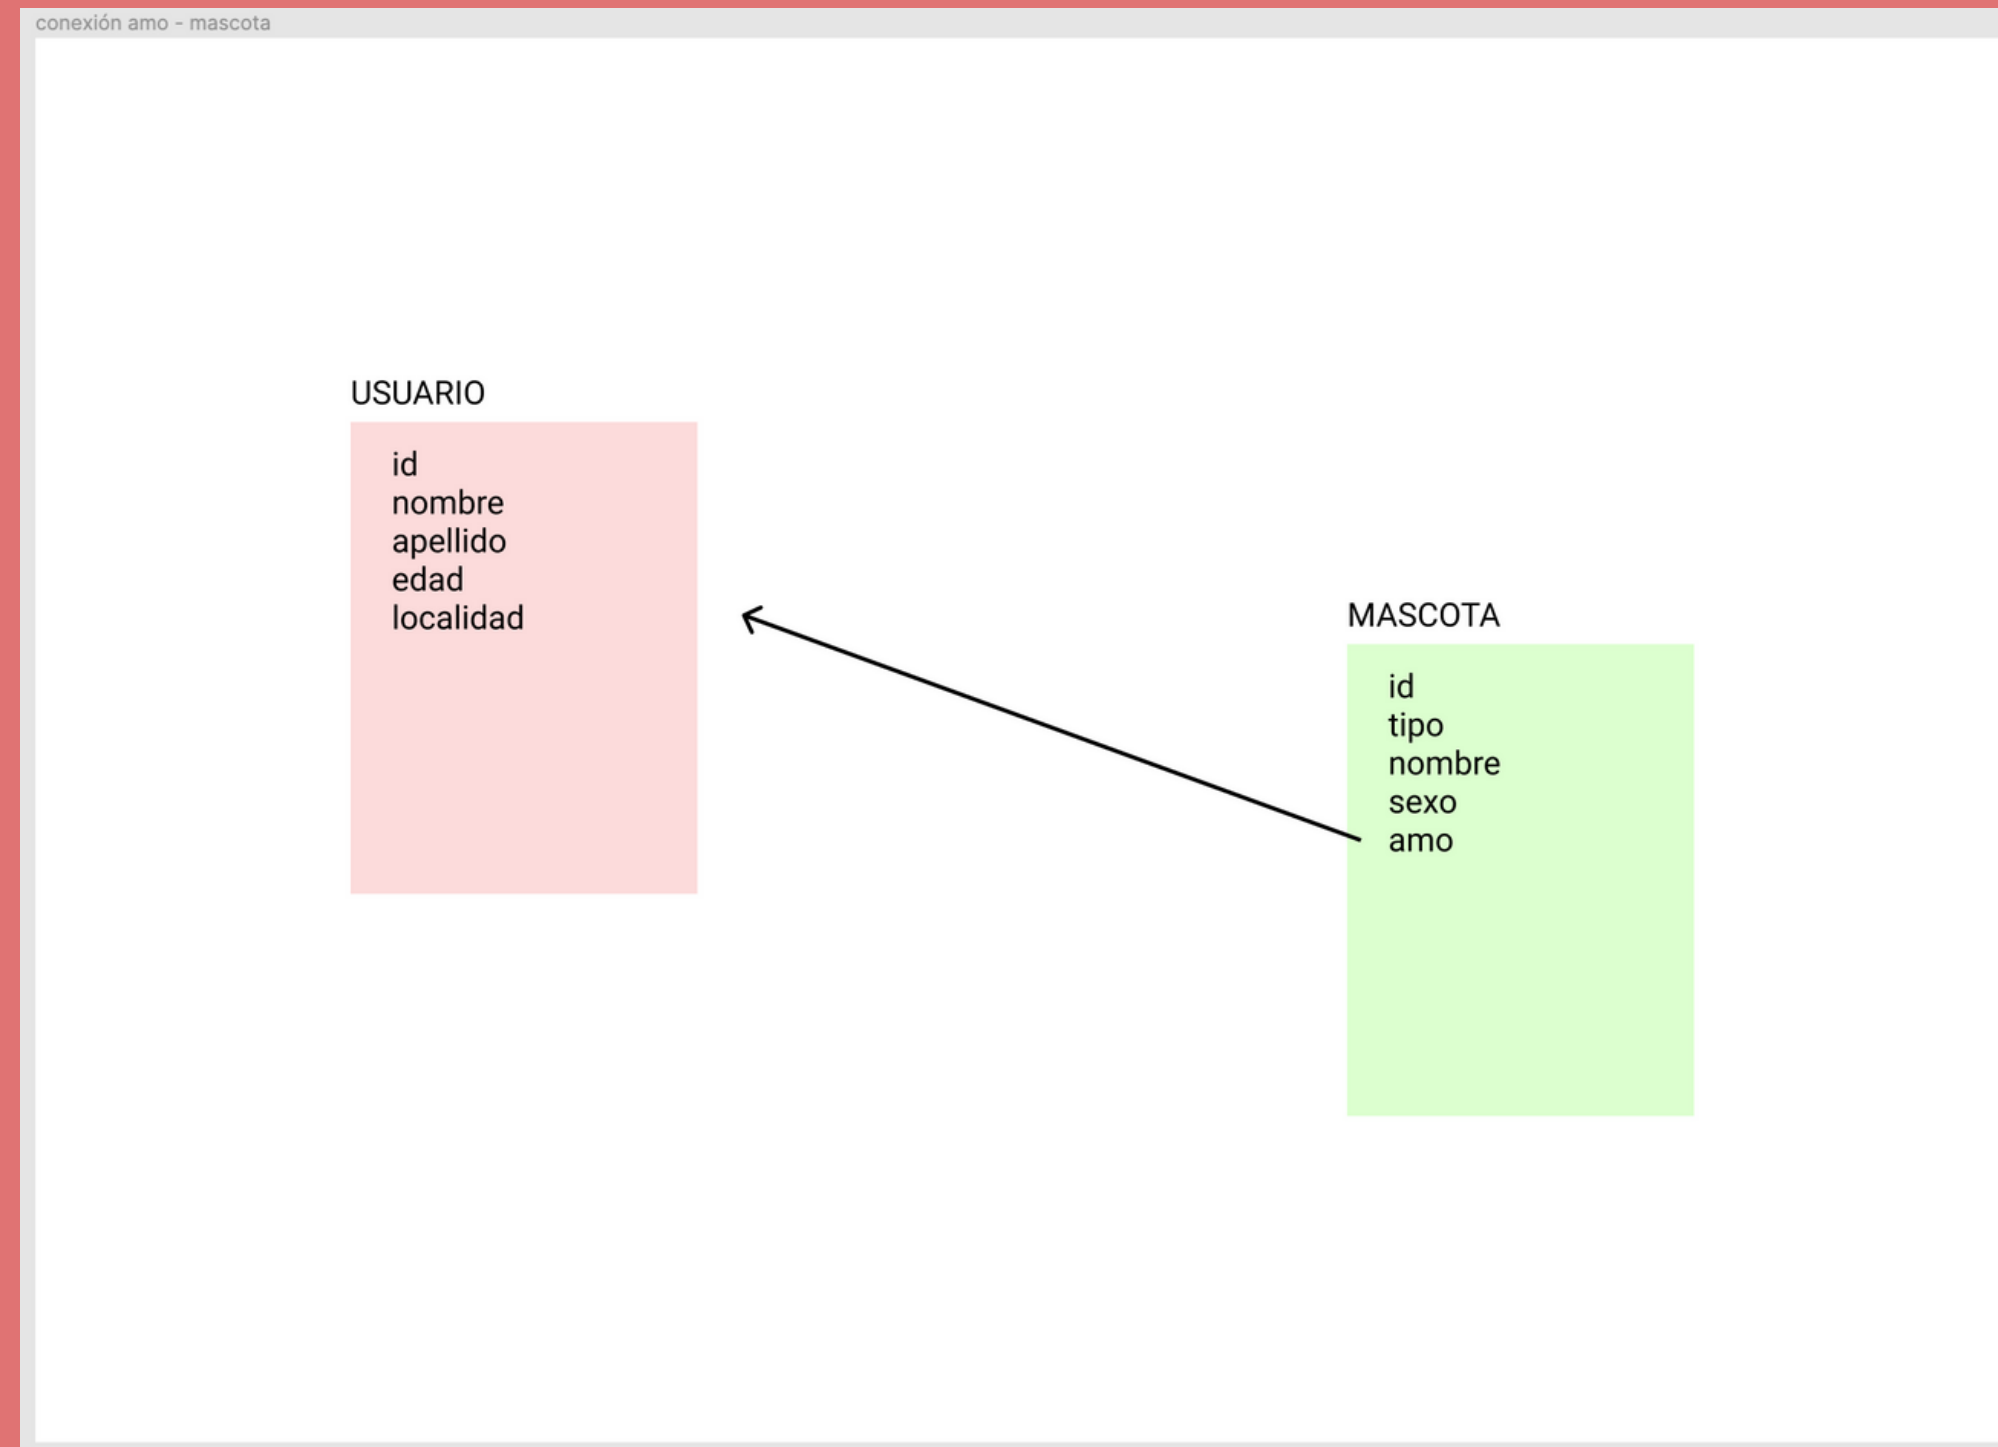 conexión amo - mascota
USUARIO
id
nombre
apellido
edad
localidad
MASCOTA
id
tipo
nombre
sexo
amo